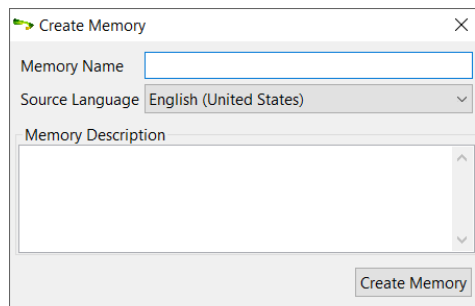 Create Memory
Memory Name
Source Language English (United States)
Memory Description
Create Memory